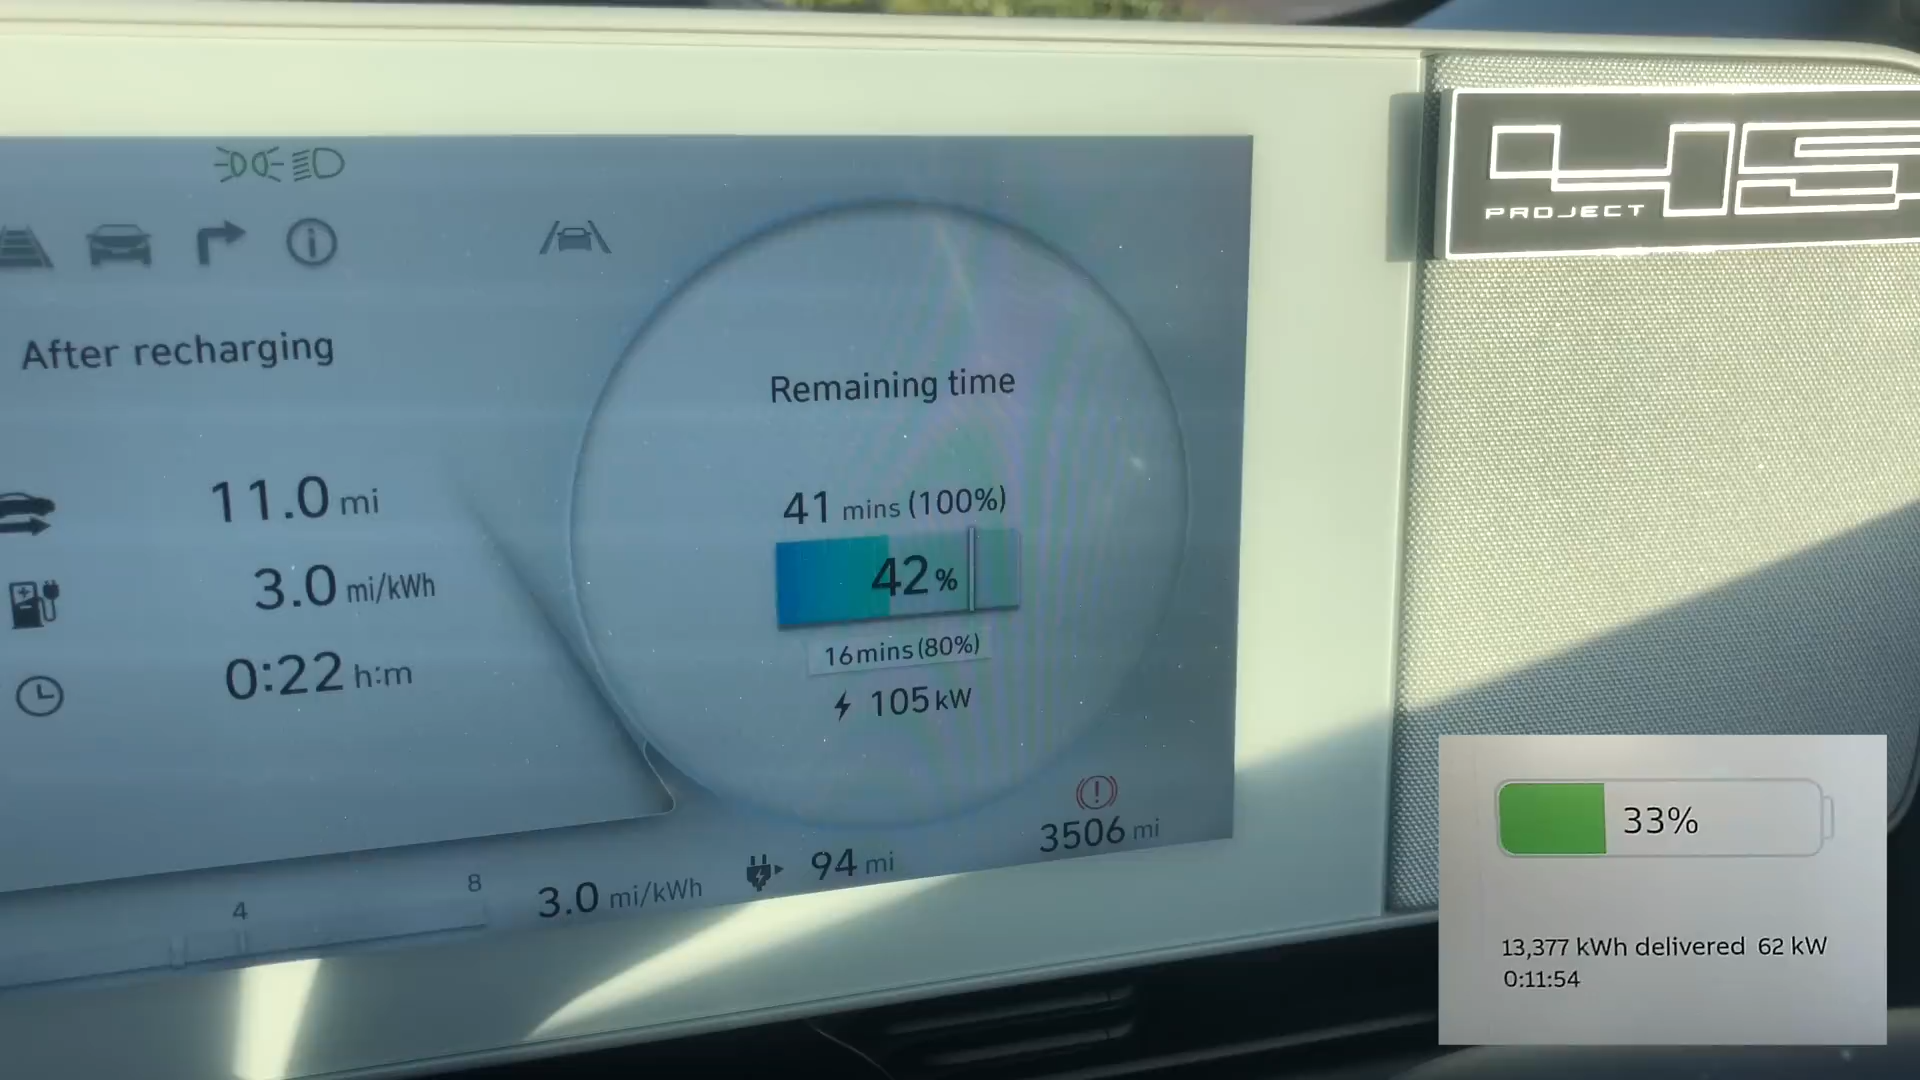 After recharging
11.0 mi
3.0 mi/kWh
0:22 h:m
Remaining time
41 mins (100%)
42%
16mins(80%)
105 kW
4
8
3.0 mi/kWh
94 mi
3506 mi
PROJECT 45
33%
13,377 kWh delivered 62 kW
0:11:54